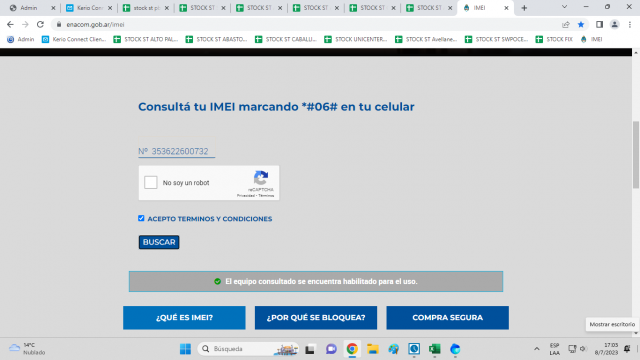 Admin
Kerio Conn
stock st pl
STOCK ST
STOCK ST
STOCK ST
STOCK ST
STOCK ST
IMEI
enacom.gob.ar/imei
Admin
Kerio Connect Clien...
STOCK ST ALTO PAL...
STOCK ST ABASTO...
STOCK ST CABALLI...
STOCK UNICENTER...
STOCK ST Avellane...
STOCK ST SWPOCE...
STOCK FIX
IMEI
Consultá tu IMEI marcando *#06# en tu celular
Nº 353622600732
No soy un robot
reCAPTCHA
Privacidad - Términos
ACEPTO TERMINOS Y CONDICIONES
BUSCAR
El equipo consultado se encuentra habilitado para el uso.
¿QUÉ ES IMEI?
¿POR QUÉ SE BLOQUEA?
COMPRA SEGURA
Mostrar escritorio
14°C
Nublado
Búsqueda
ESP
LAA
17:03
8/7/2023